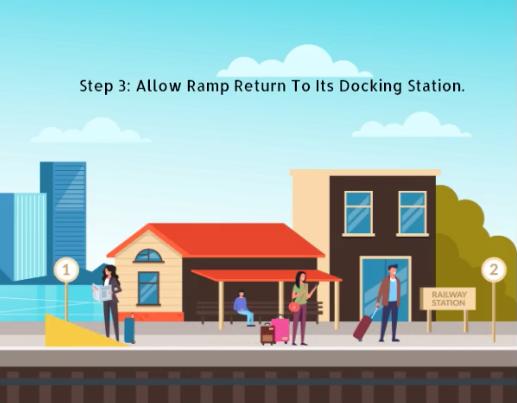 Step 3: Allow Ramp Return To Its Docking Station.
1
2
RAILWAY
STATION